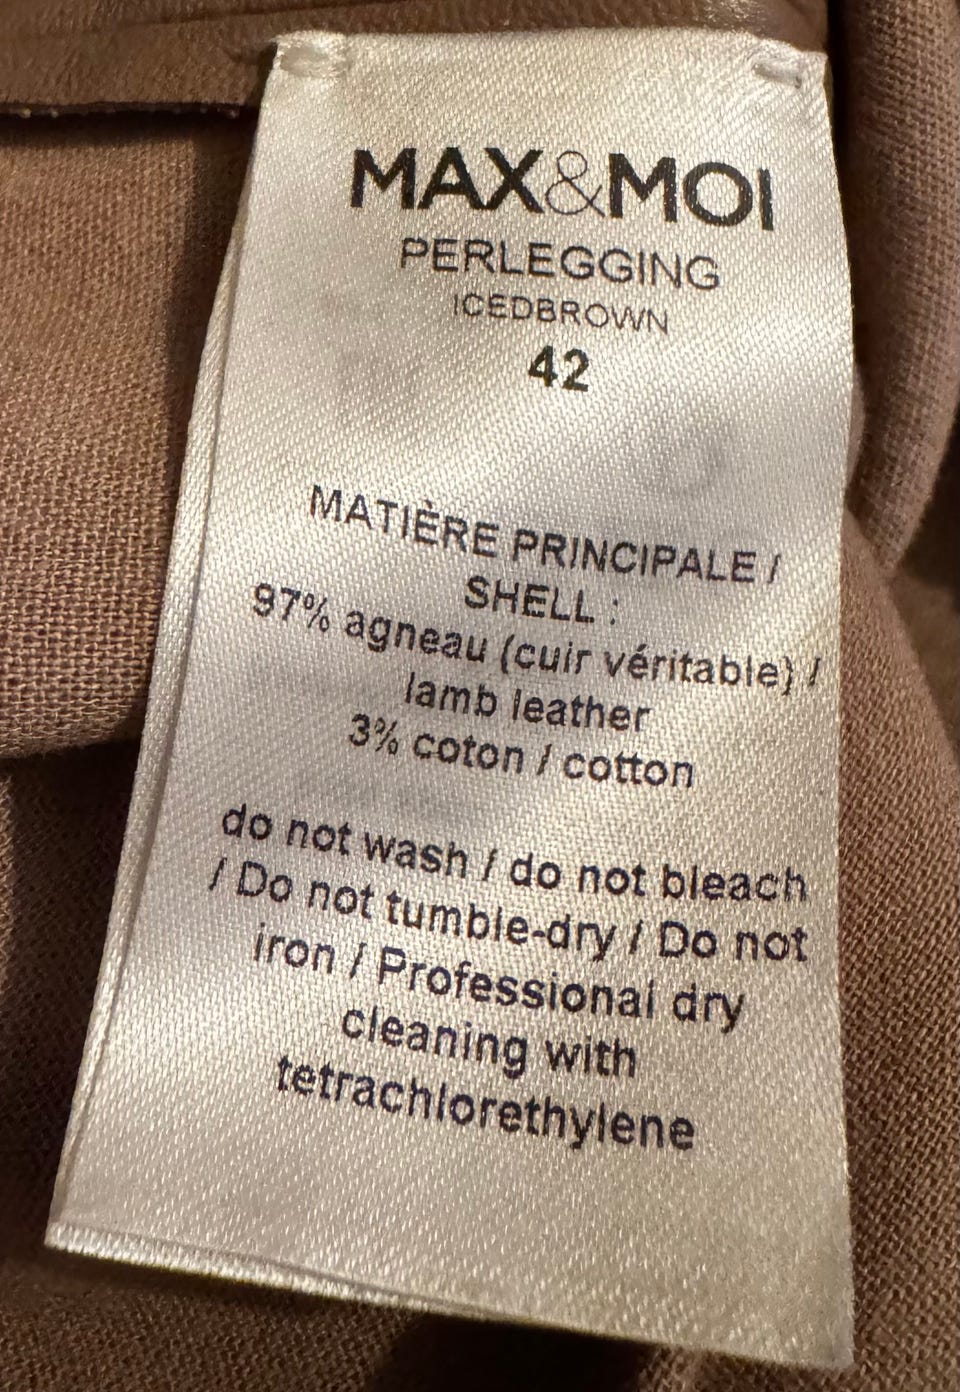 MAX&MOI
PERLEGGING
ICEDBROWN
42
MATIÈRE PRINCIPALE /
SHELL :
97% agneau (cuir véritable) /
lamb leather
3% coton / cotton
do not wash / do not bleach
/ Do not tumble-dry / Do not
iron / Professional dry
cleaning with
tetrachlorethylene